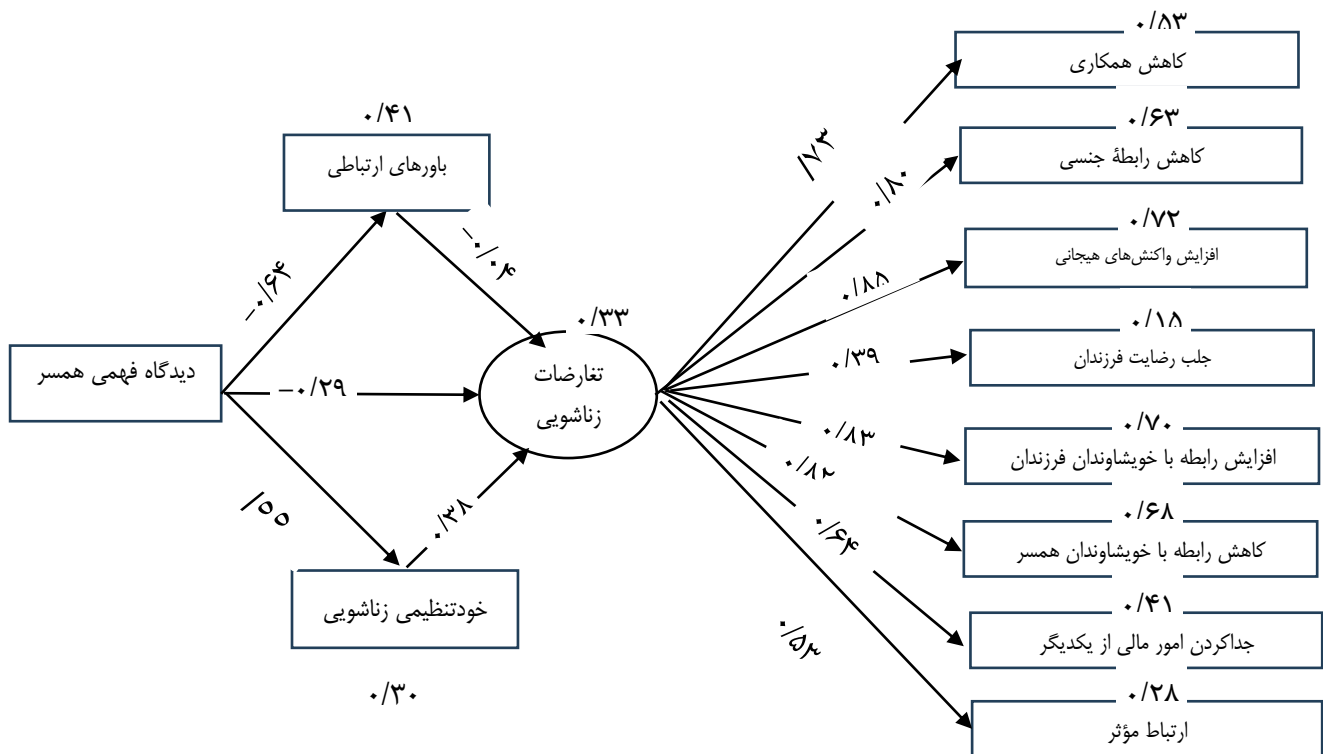 ۰/۵۳
کاهش همکاری
۰/۶۳
کاهش رابطهٔ جنسی
۰/۷۲
افزایش واکنش‌های هیجانی
۰/۱۵
جلب رضایت فرزندان
۰/۷۰
افزایش رابطه با خویشاوندان فرزندان
۰/۶۸
کاهش رابطه با خویشاوندان همسر
۰/۴۱
جداکردن امور مالی از یکدیگر
۰/۲۸
ارتباط مؤثر
/۷۳
۰/۸۰
۰/۸۵
۰/۳۹
۰/۸۳
۰/۸۲
۰/۶۴
۰/۵۳
۰/۳۳
تغارضات
زناشویی
۰/۴۱
باورهای ارتباطی
-۰/۰۴
-۰/۶۴
-۰/۲۹
دیدگاه فهمی همسر
/۵۵
۰/۳۸
خودتنظیمی زناشویی
۰/۳۰